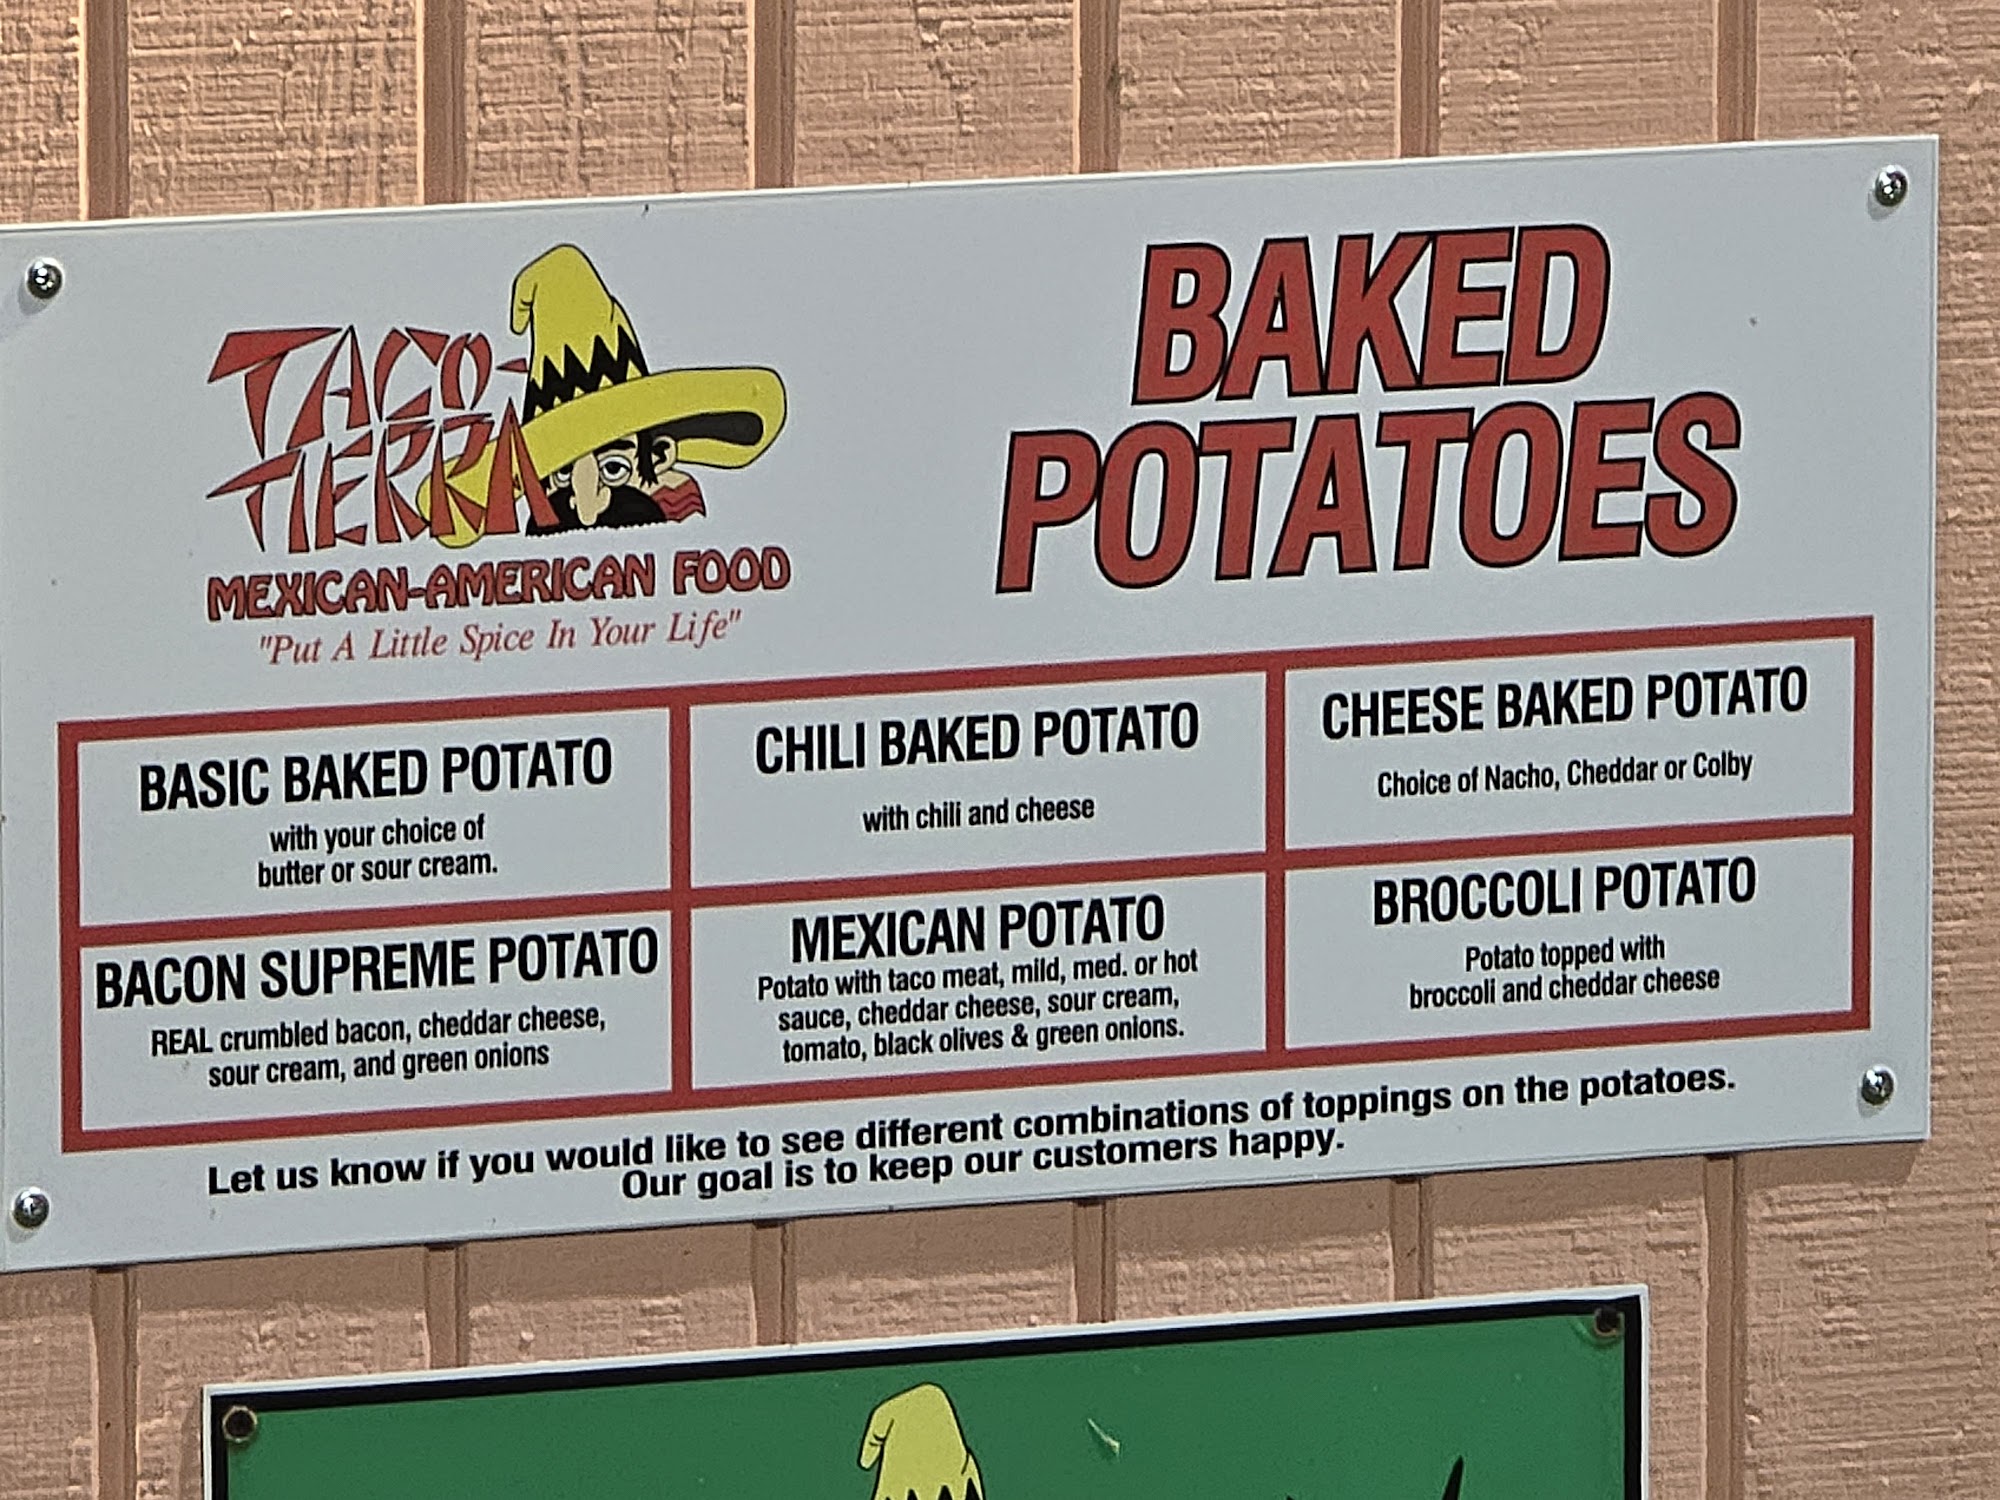 TACO-
TIERRA
MEXICAN-AMERICAN FOOD
"Put A Little Spice In Your Life"
BAKED
POTATOES
BASIC BAKED POTATO
with your choice of
butter or sour cream.
CHILI BAKED POTATO
with chili and cheese
CHEESE BAKED POTATO
Choice of Nacho, Cheddar or Colby
BACON SUPREME POTATO
REAL crumbled bacon, cheddar cheese,
sour cream, and green onions
MEXICAN POTATO
Potato with taco meat, mild, med. or hot
sauce, cheddar cheese, sour cream,
tomato, black olives & green onions.
BROCCOLI POTATO
Potato topped with
broccoli and cheddar cheese
Let us know if you would like to see different combinations of toppings on the potatoes.
Our goal is to keep our customers happy.